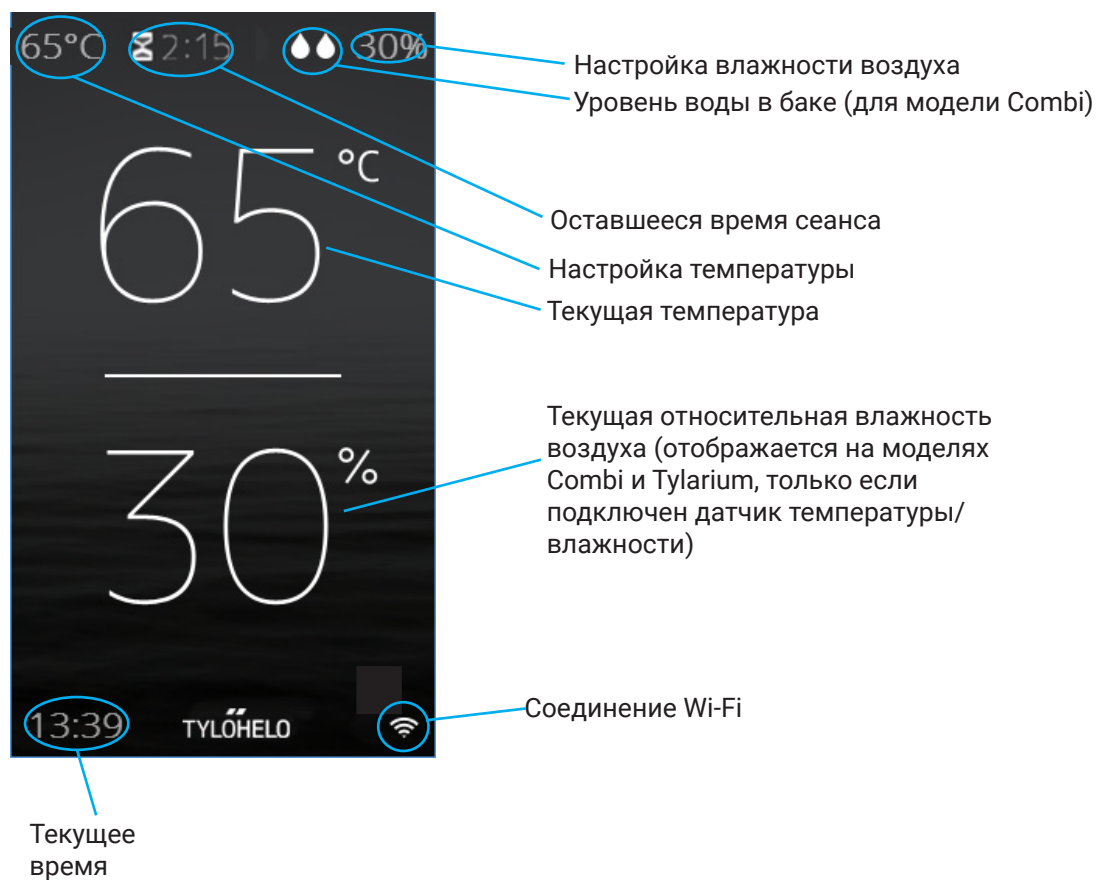 65°C 2:15 30%
Настройка влажности воздуха
Уровень воды в баке (для модели Combi)
65 °C
Оставшееся время сеанса
Настройка температуры
Текущая температура
30 %
Текущая относительная влажность
воздуха (отображается на моделях
Combi и Tylarium, только если
подключен датчик температуры/
влажности)
Соединение Wi-Fi
13:39 TYLÖHELO
Текущее
время